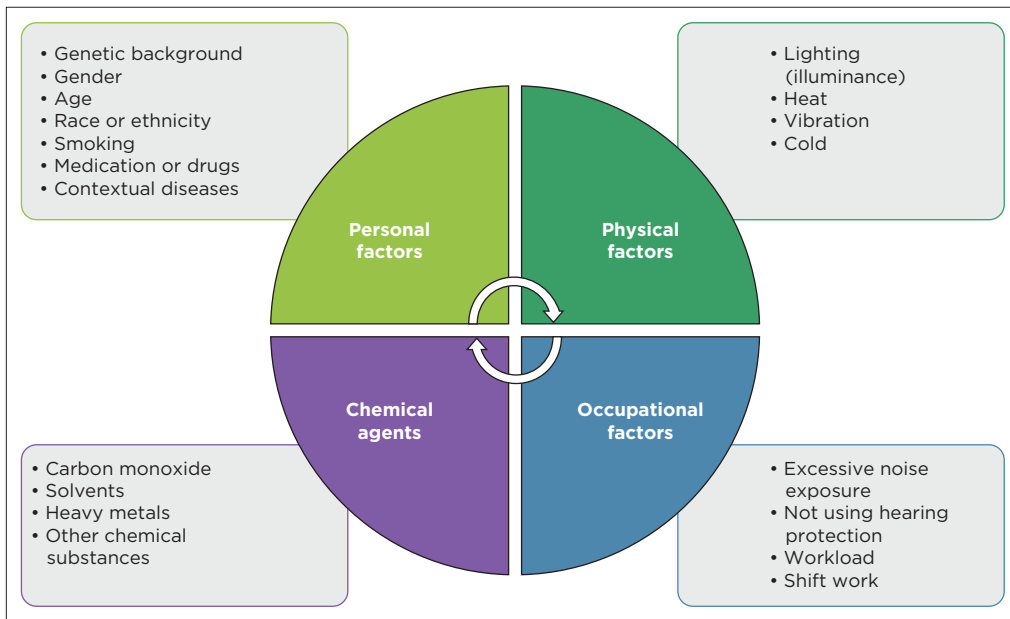 • Genetic background
• Gender
• Age
• Race or ethnicity
• Smoking
• Medication or drugs
• Contextual diseases
• Lighting
(illuminance)
• Heat
• Vibration
• Cold
Personal
factors
Physical
factors
Chemical
agents
Occupational
factors
• Carbon monoxide
• Solvents
• Heavy metals
• Other chemical
substances
• Excessive noise
exposure
• Not using hearing
protection
• Workload
• Shift work